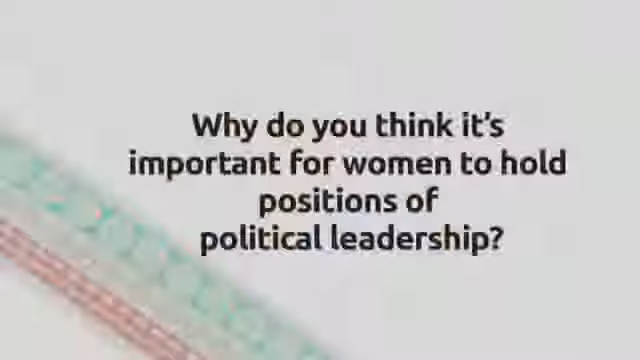 Why do you think it's
important for women to hold
positions of
political leadership?